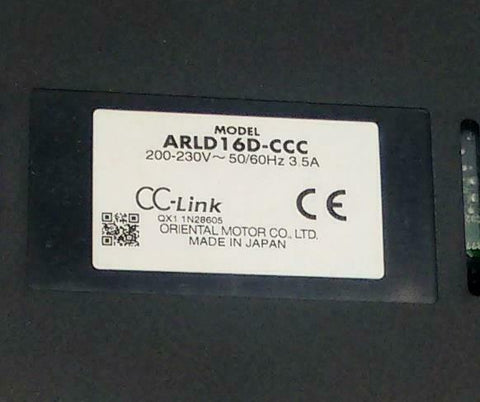 MODEL
ARLD16D-CCC
200-230V～ 50/60Hz 3.5A
CC-Link
CE
QX1 1N28605
ORIENTAL MOTOR CO., LTD.
MADE IN JAPAN